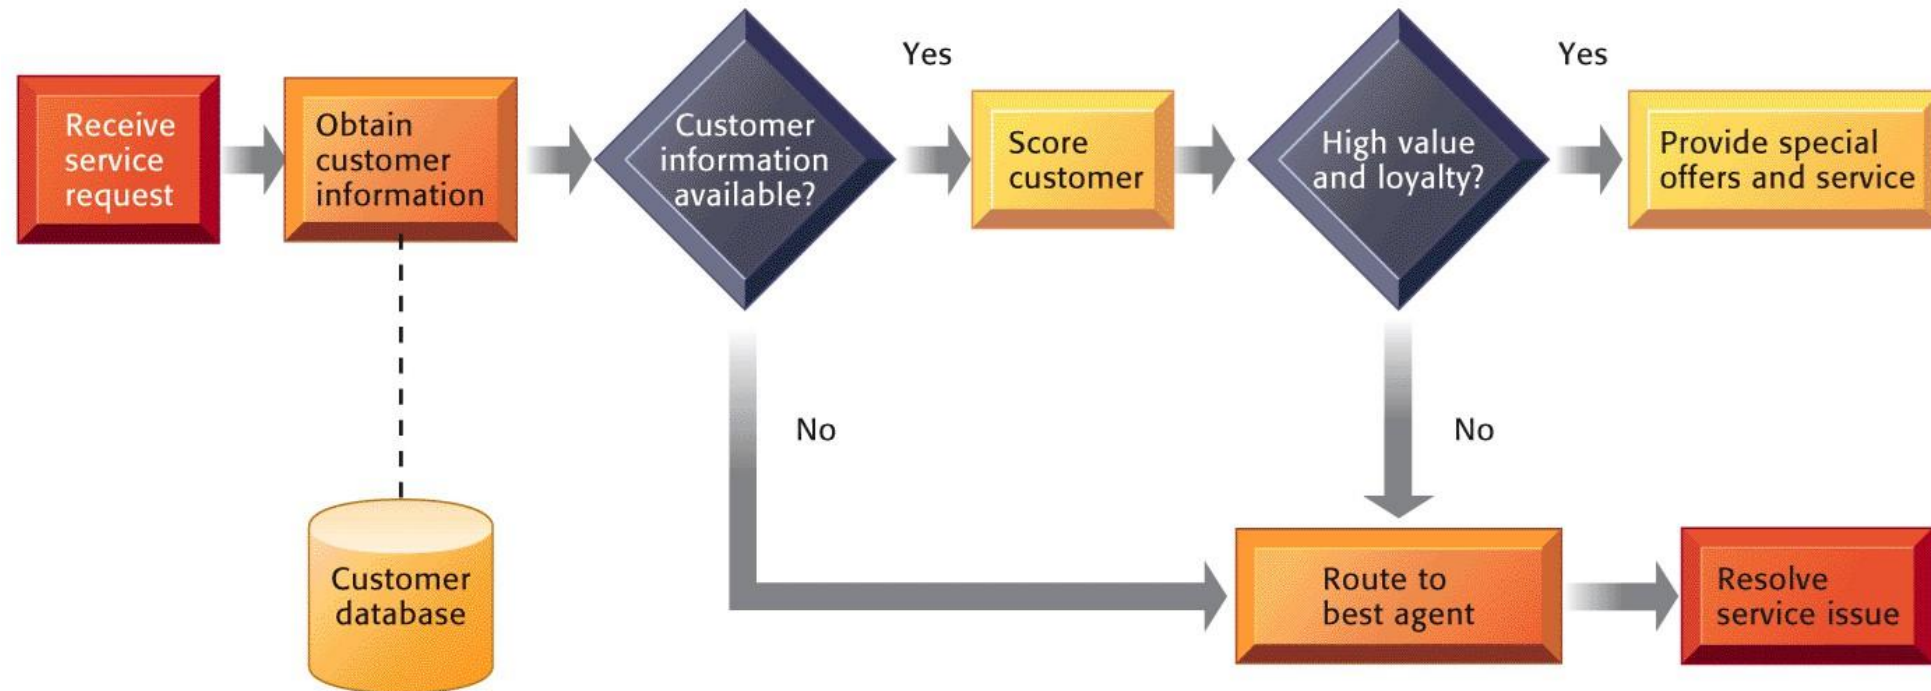 Receive
service
request
Obtain
customer
information
Customer
information
available?
Yes
Score
customer
High value
and loyalty?
Yes
Provide special
offers and service
No
No
Customer
database
Route to
best agent
Resolve
service issue